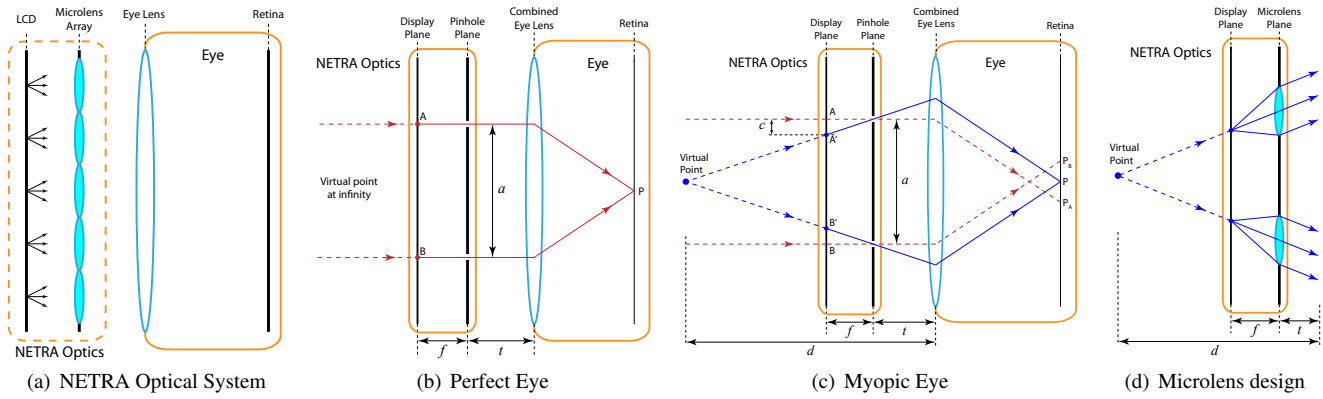 LCD
Microlens
Array
Eye Lens
Retina
Eye
NETRA Optics
(a) NETRA Optical System
Display
Plane
Pinhole
Plane
Combined
Eye Lens
Retina
NETRA Optics
Eye
A
a
Virtual point
at infinity
P
B
f
t
(b) Perfect Eye
Display
Plane
Pinhole
Plane
Combined
Eye Lens
Retina
NETRA Optics
Eye
A
c
A'
Virtual
Point
a
P_B
P
P_A
B'
B
f
t
d
(c) Myopic Eye
Display
Plane
Microlens
Plane
NETRA Optics
Virtual
Point
f
t
d
(d) Microlens design